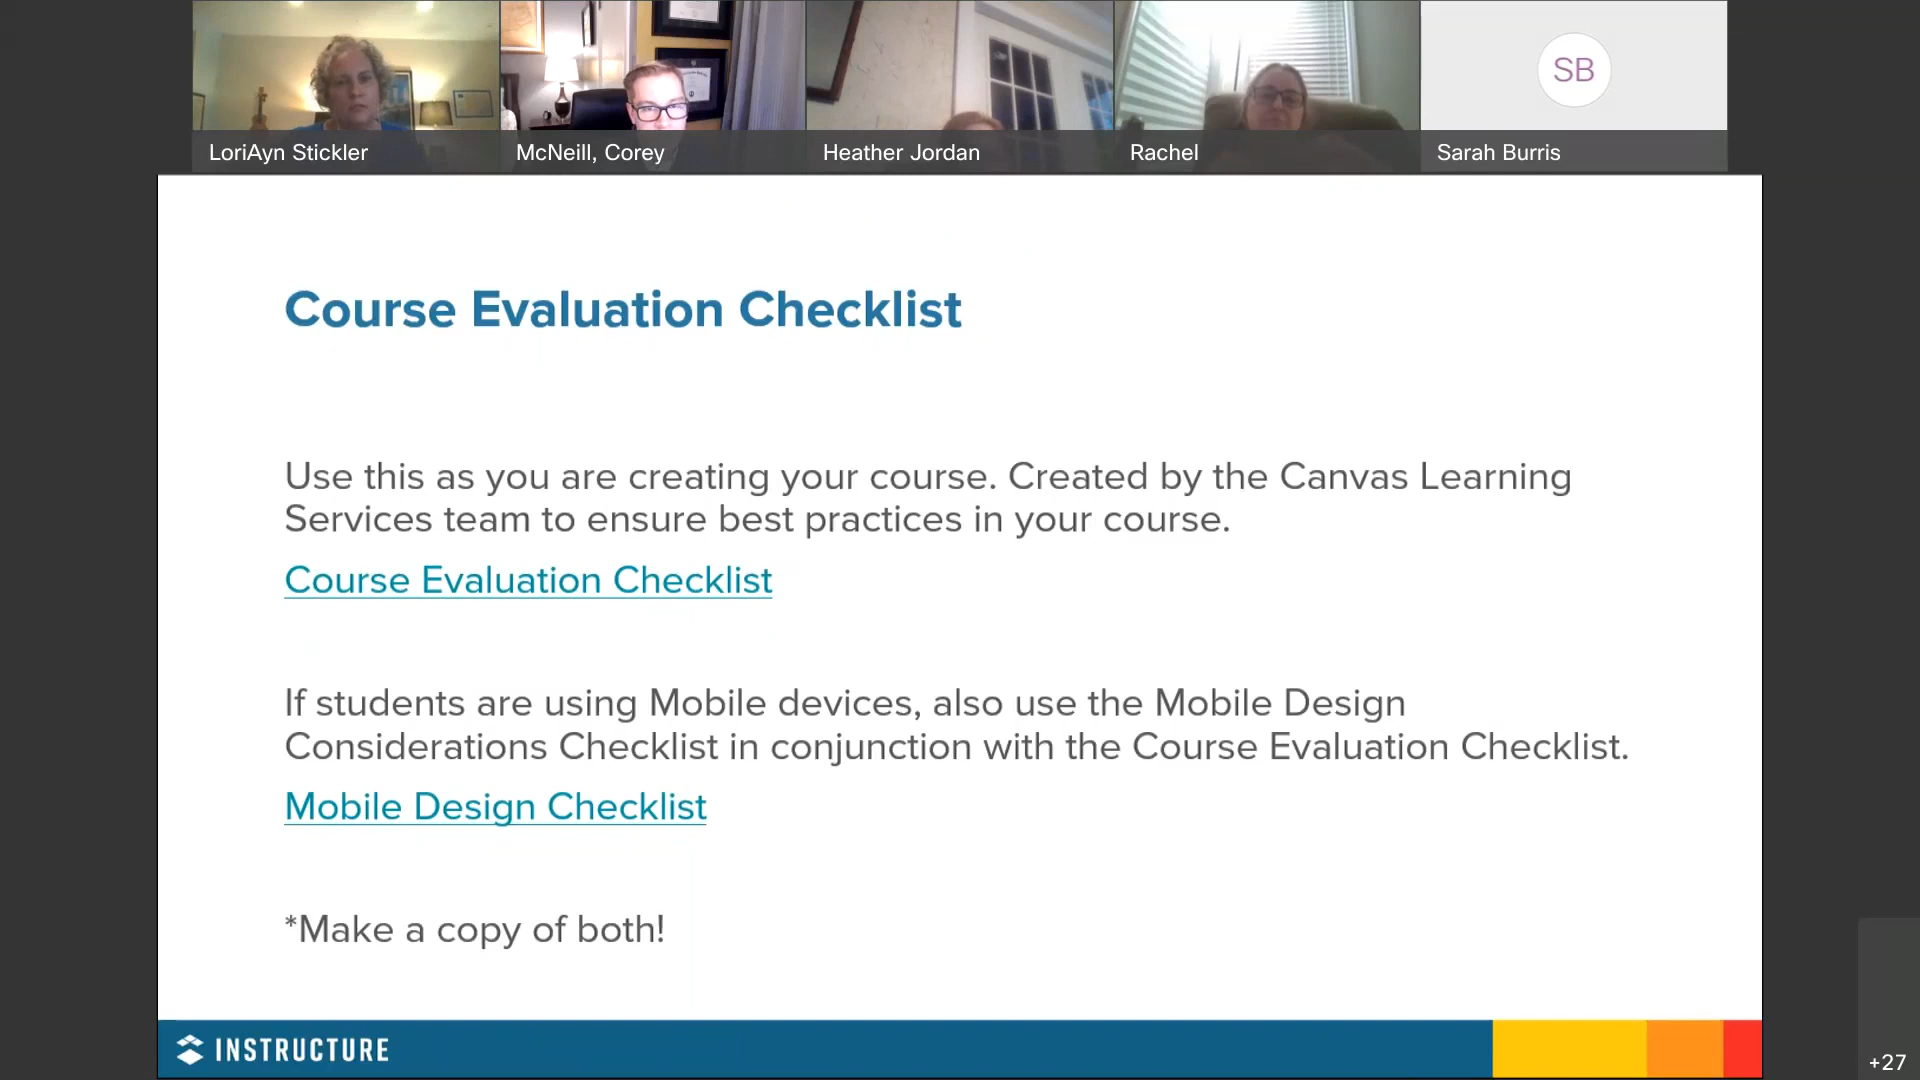 LoriAyn Stickler
McNeill, Corey
Heather Jordan
Rachel
SB
Sarah Burris
Course Evaluation Checklist
Use this as you are creating your course. Created by the Canvas Learning
Services team to ensure best practices in your course.
Course Evaluation Checklist
If students are using Mobile devices, also use the Mobile Design
Considerations Checklist in conjunction with the Course Evaluation Checklist.
Mobile Design Checklist
*Make a copy of both!
INSTRUCTURE
+27